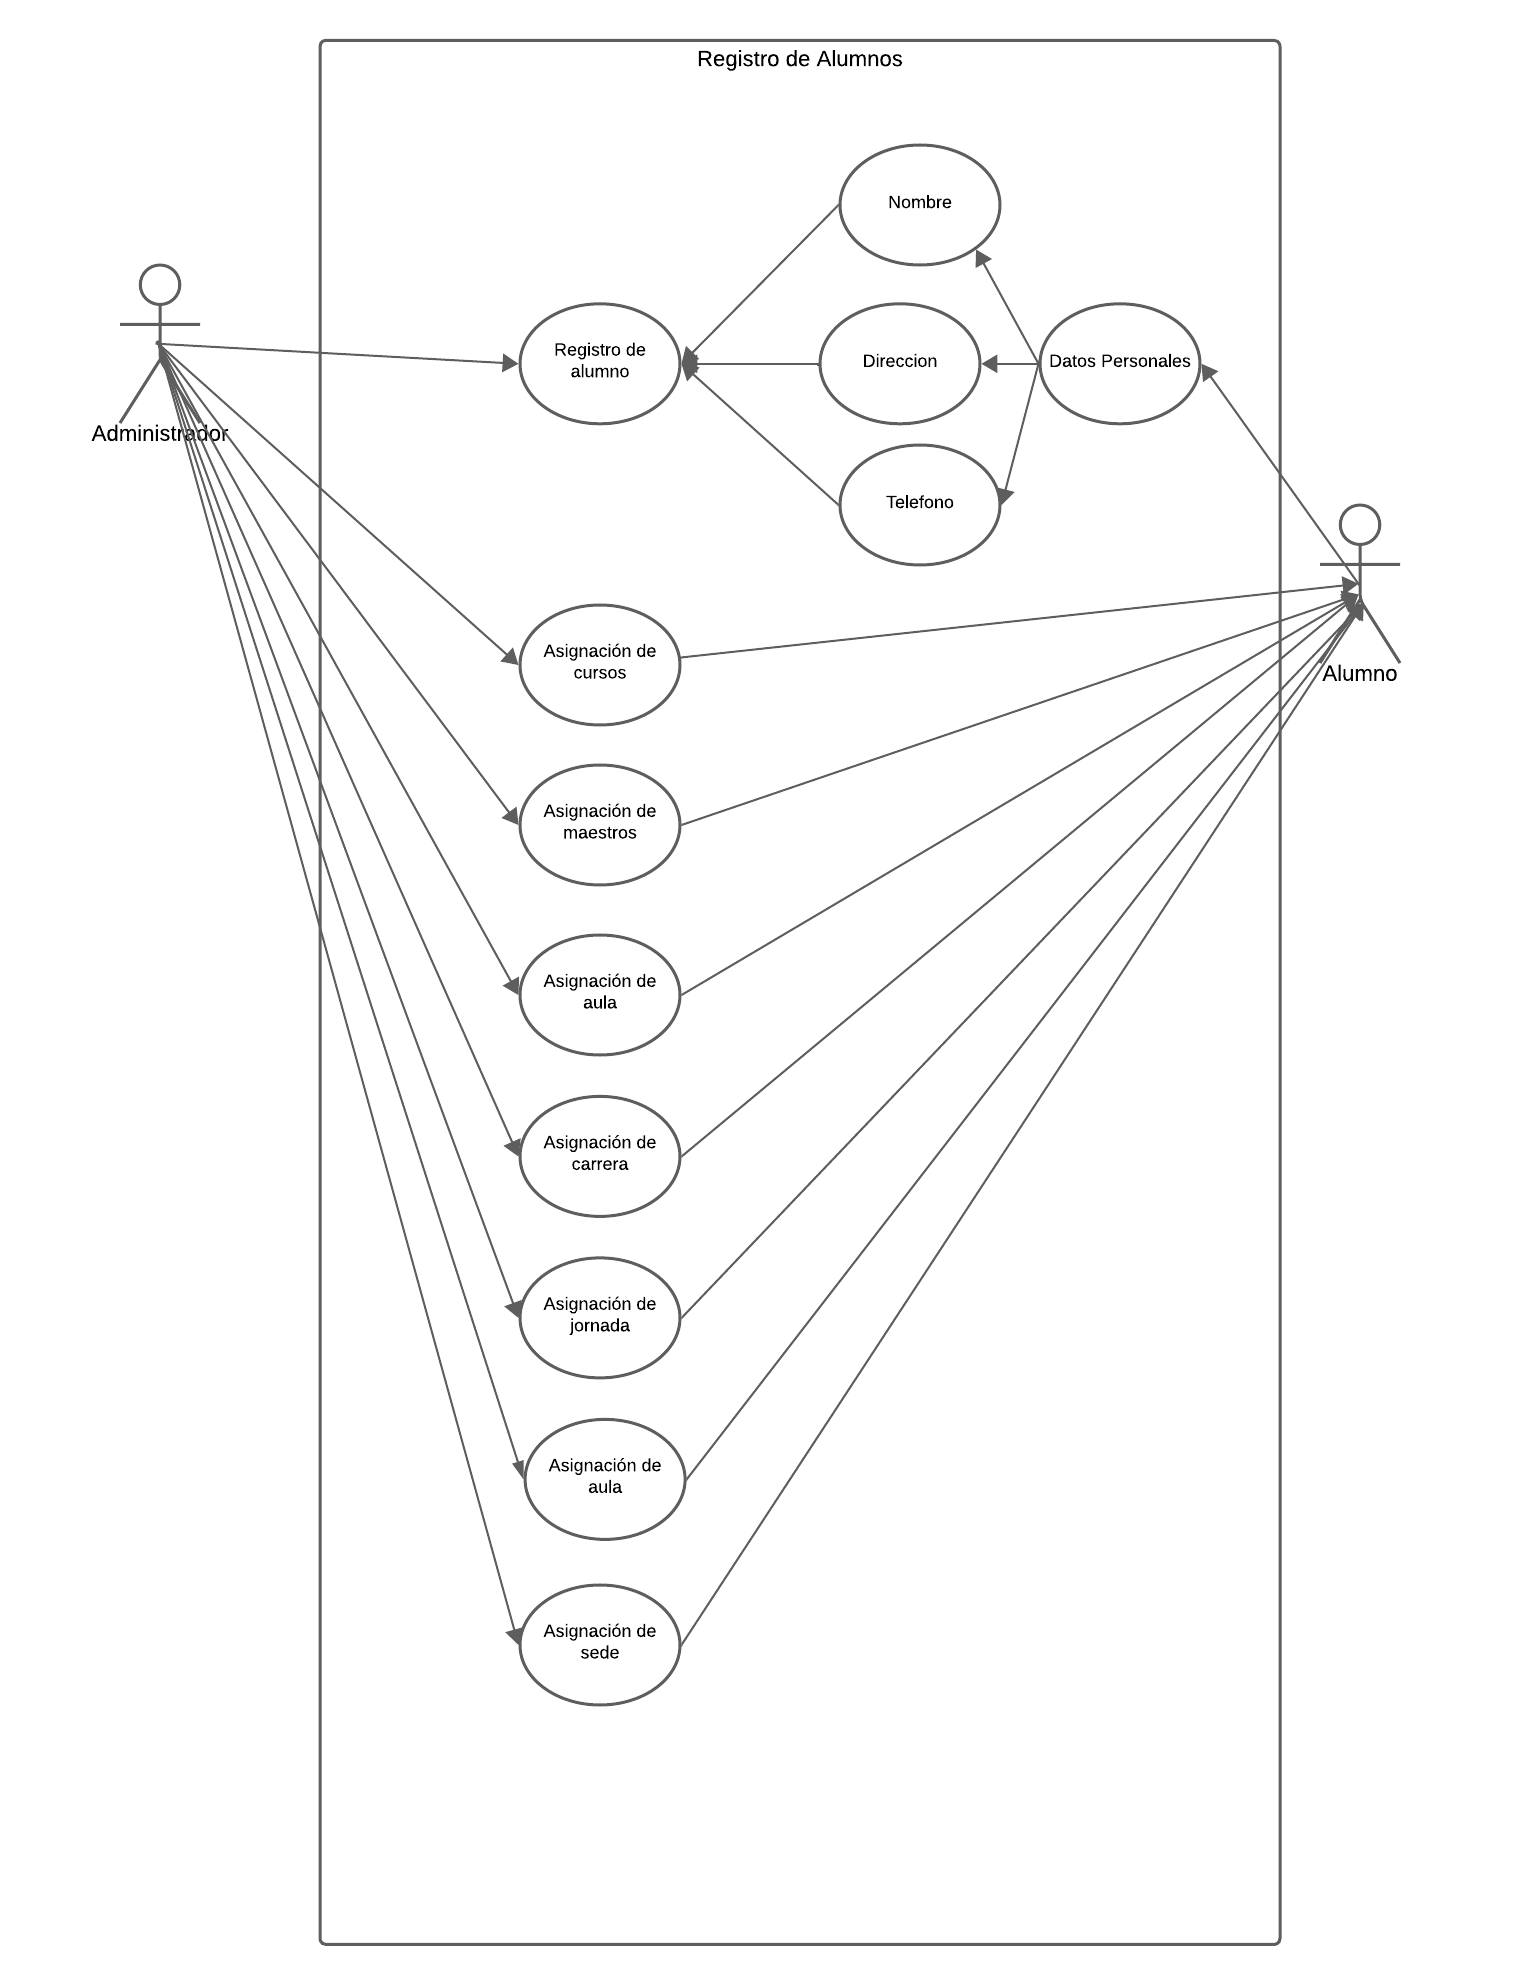 Registro de Alumnos
Nombre
Registro de
alumno
Direccion
Datos Personales
Administrador
Telefono
Asignación de
cursos
Alumno
Asignación de
maestros
Asignación de
aula
Asignación de
carrera
Asignación de
jornada
Asignación de
aula
Asignación de
sede